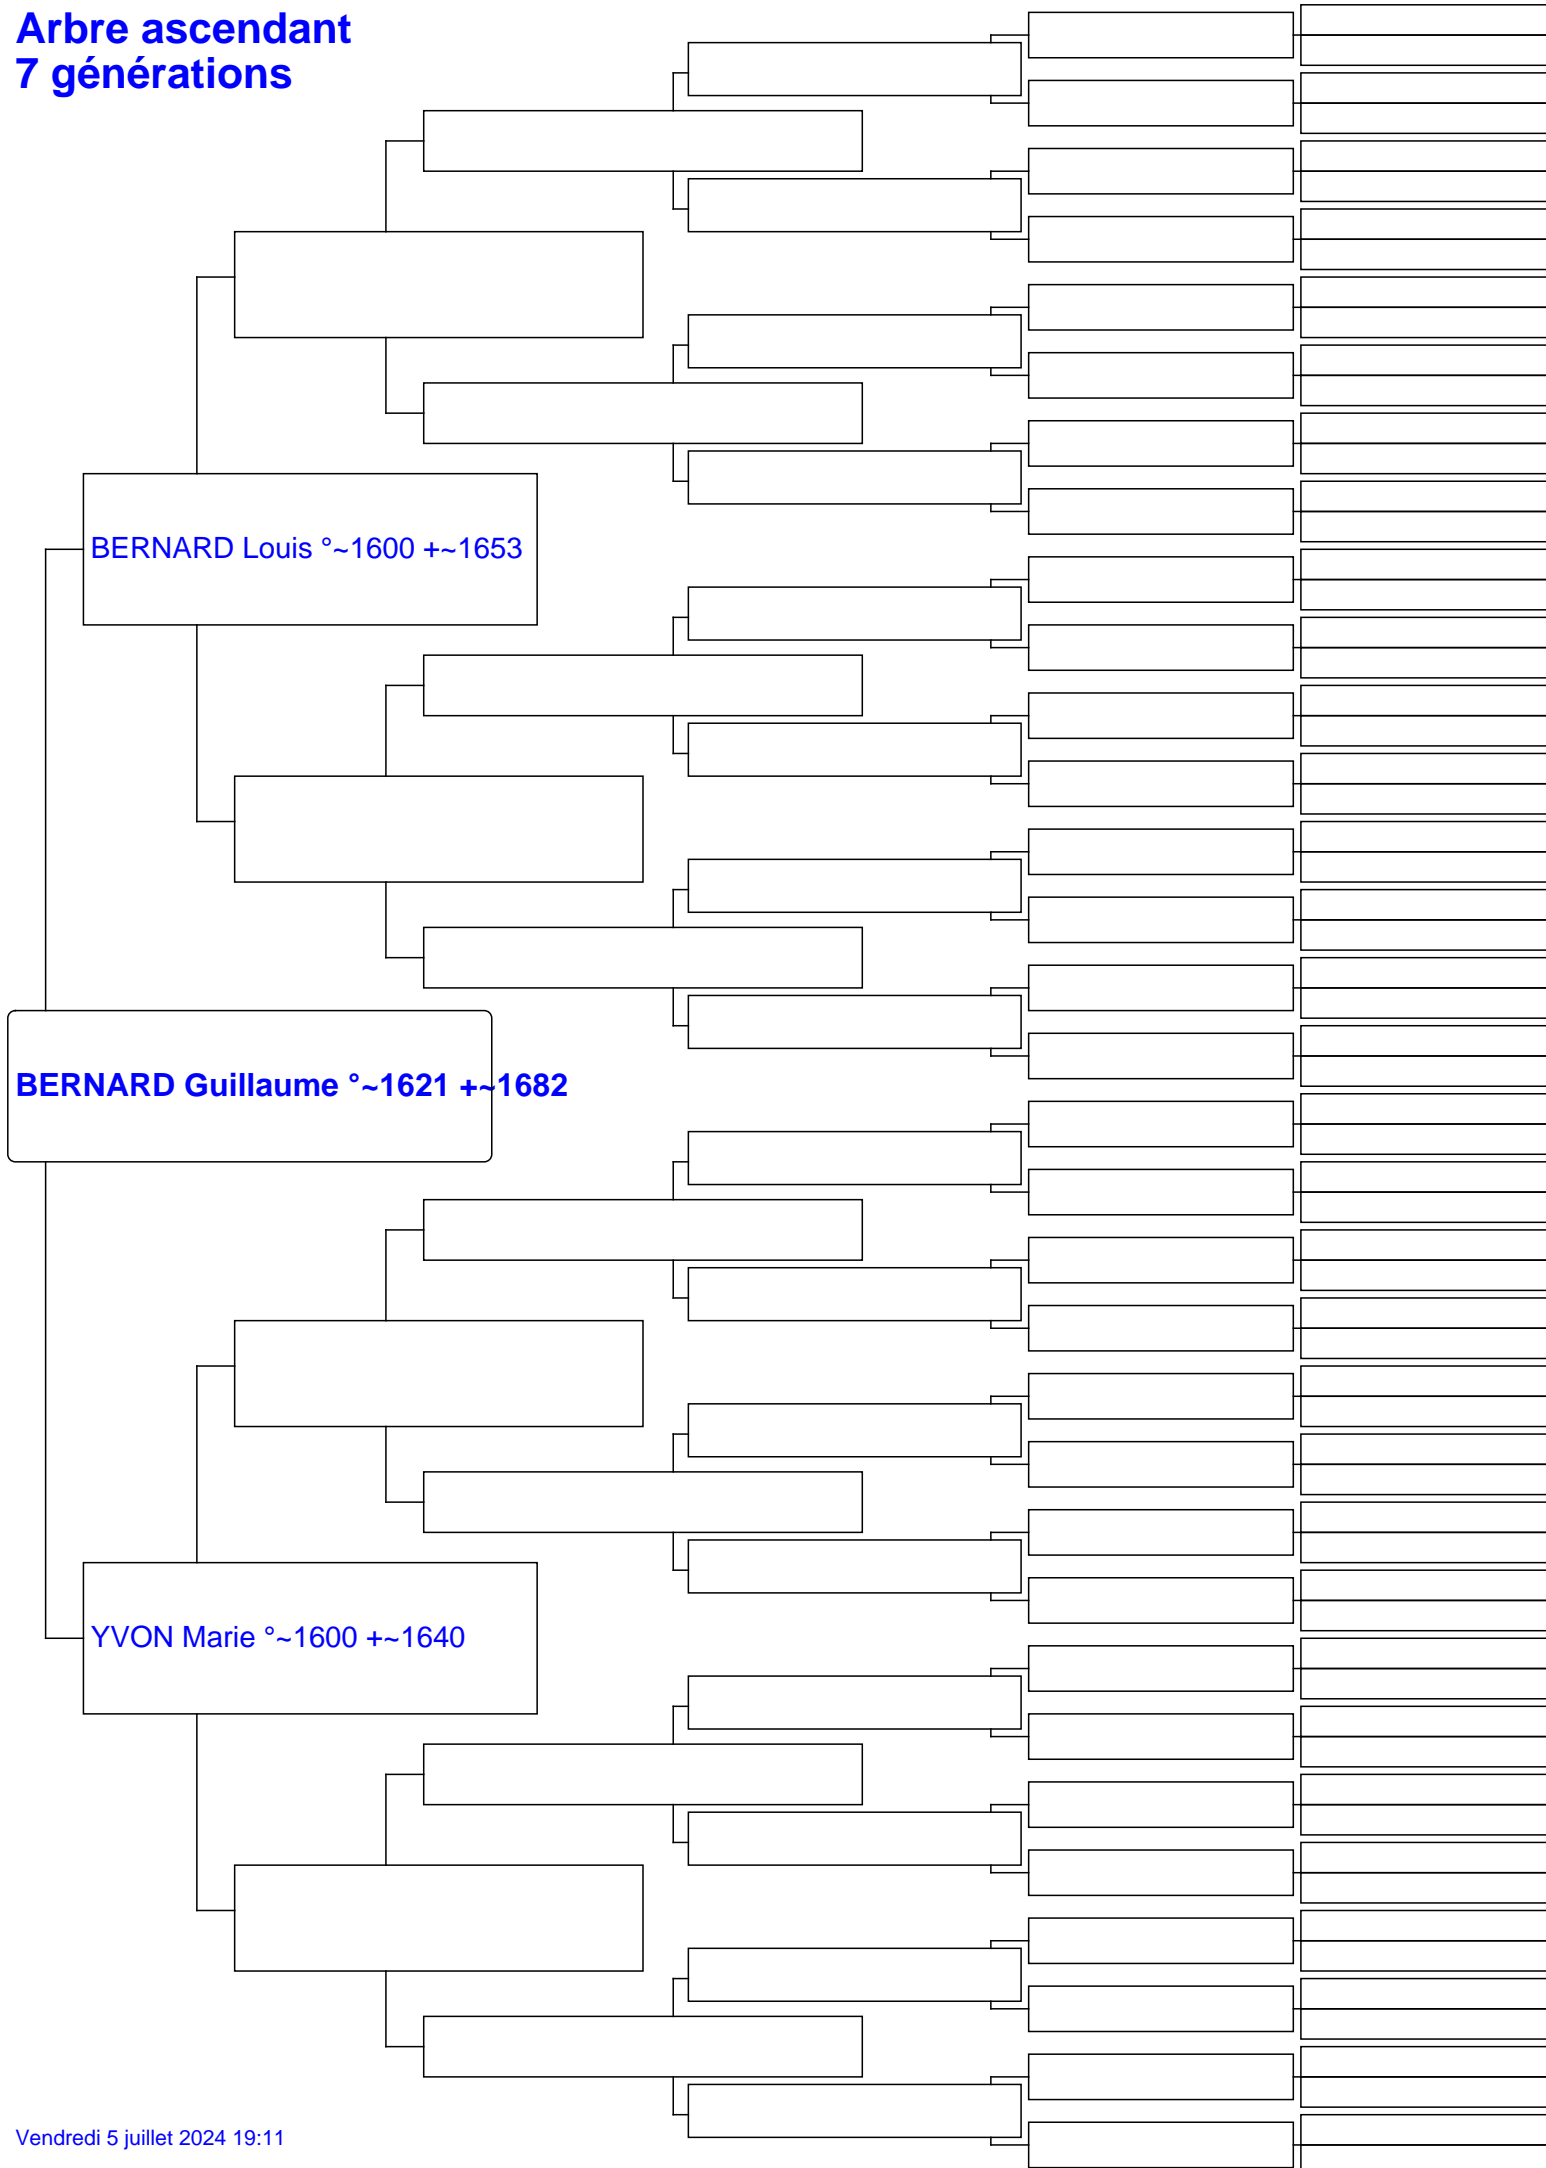 Arbre ascendant
7 générations
BERNARD Louis °~1600 +~1653
BERNARD Guillaume °~1621 +~1682
YVON Marie °~1600 +~1640
Vendredi 5 juillet 2024 19:11